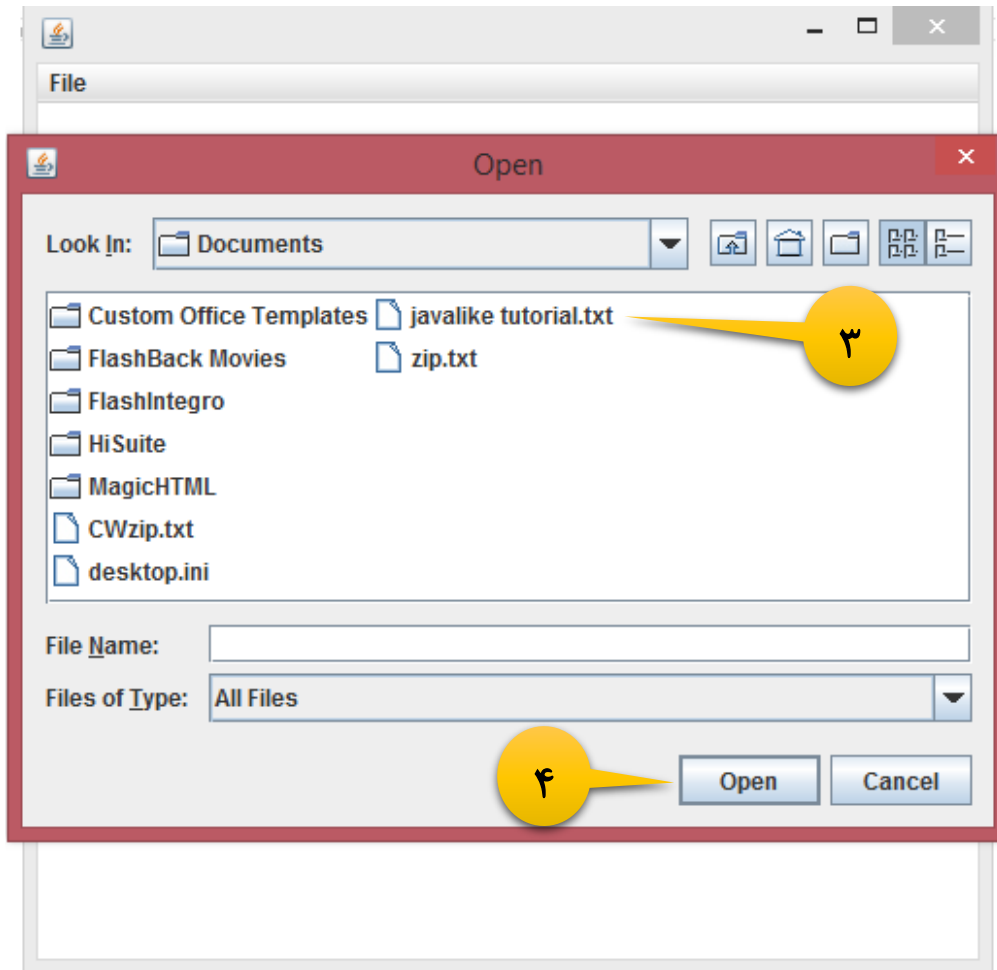 File
Open
Look In: Documents
Custom Office Templates javalike tutorial.txt
FlashBack Movies zip.txt
FlashIntegro
HiSuite
MagicHTML
CWzip.txt
desktop.ini
۳
File Name:
Files of Type: All Files
۴
Open Cancel